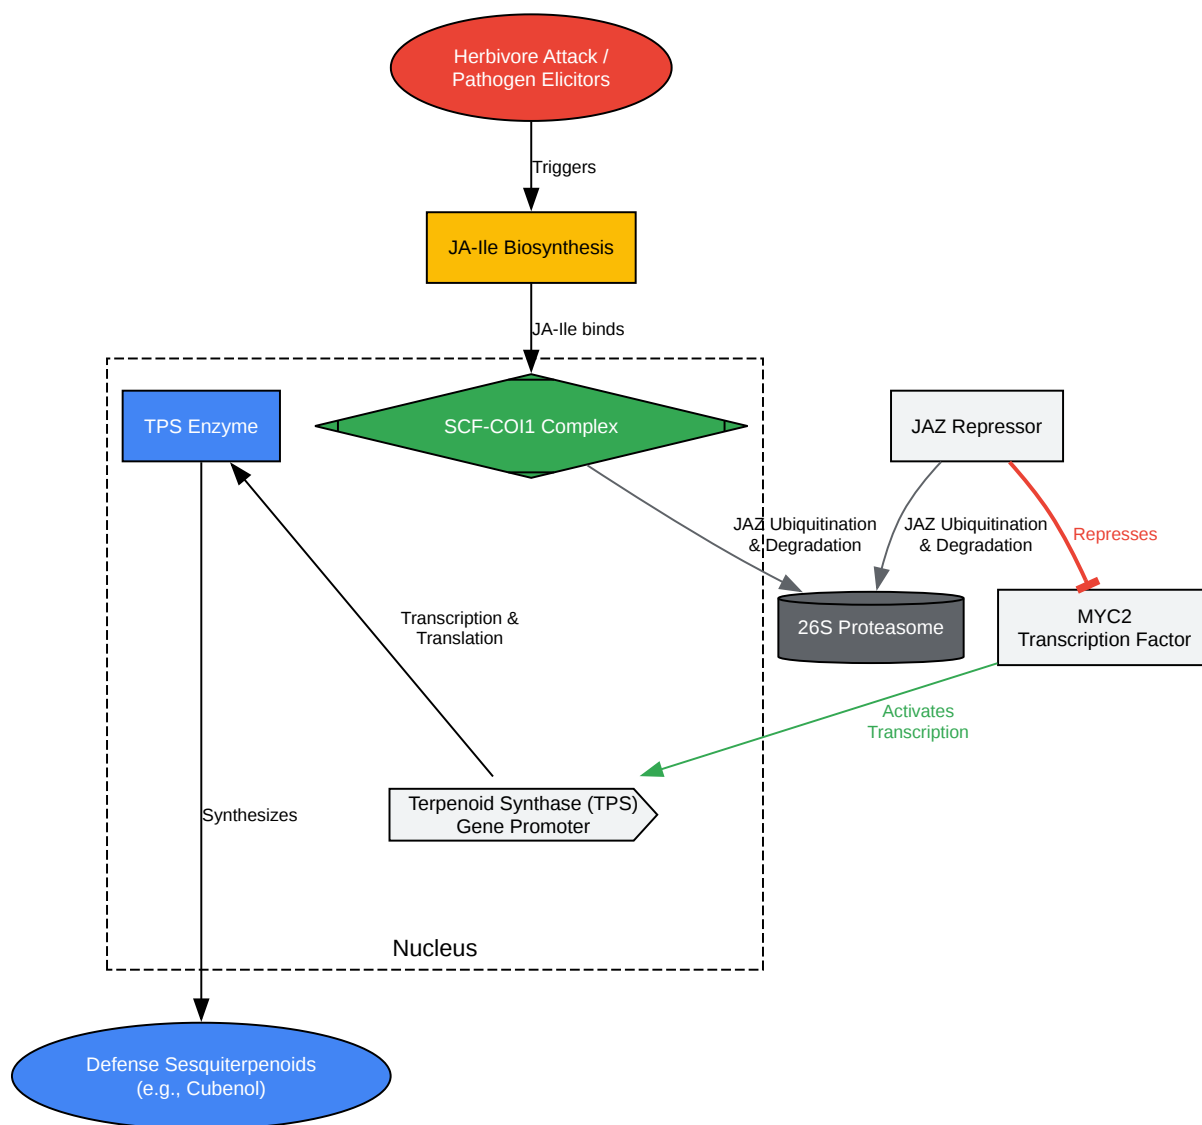 Herbivore Attack /
Pathogen Elicitors
Triggers
JA-Ile Biosynthesis
JA-Ile binds
TPS Enzyme
SCF-COI1 Complex
JAZ Repressor
JAZ Ubiquitination
& Degradation
JAZ Ubiquitination
& Degradation
Represses
Transcription &
Translation
26S Proteasome
MYC2
Transcription Factor
Activates
Transcription
Synthesizes
Terpenoid Synthase (TPS)
Gene Promoter
Nucleus
Defense Sesquiterpenoids
(e.g., Cubenol)